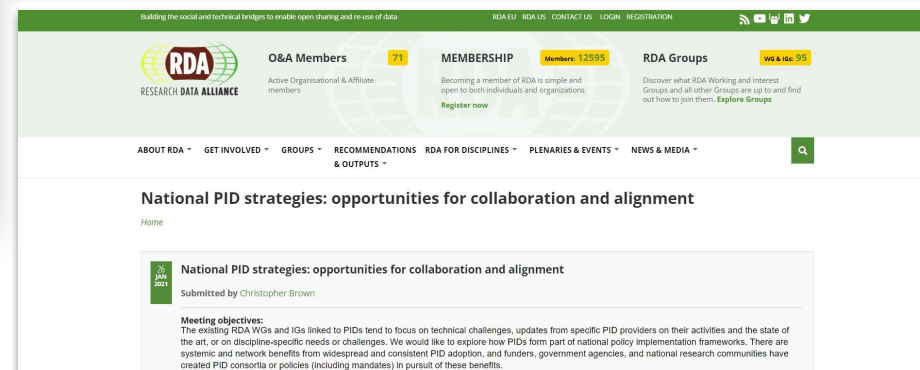 Building the social and technical bridges to enable open sharing and re-use of data
RDA EU RDA US CONTACT US LOGIN REGISTRATION
RDA
RESEARCH DATA ALLIANCE
O&A Members 71
Active Organisational & Affiliate
members
MEMBERSHIP Members: 12595
Becoming a member of RDA is simple and
open to both individuals and organizations
Register now
RDA Groups WG & IGs: 95
Discover what RDA Working and Interest
Groups and all other Groups are up to and find
out how to join them. Explore Groups
ABOUT RDA GET INVOLVED GROUPS RECOMMENDATIONS & OUTPUTS RDA FOR DISCIPLINES PLENARIES & EVENTS NEWS & MEDIA
National PID strategies: opportunities for collaboration and alignment
Home
26
JAN
2021
National PID strategies: opportunities for collaboration and alignment
Submitted by Christopher Brown
Meeting objectives:
The existing RDA WGs and IGs linked to PIDs tend to focus on technical challenges, updates from specific PID providers on their activities and the state of
the art, or on discipline-specific needs or challenges. We would like to explore how PIDs form part of national policy implementation frameworks. There are
systemic and network benefits from widespread and consistent PID adoption, and funders, government agencies, and national research communities have
created PID consortia or policies (including mandates) in pursuit of these benefits.